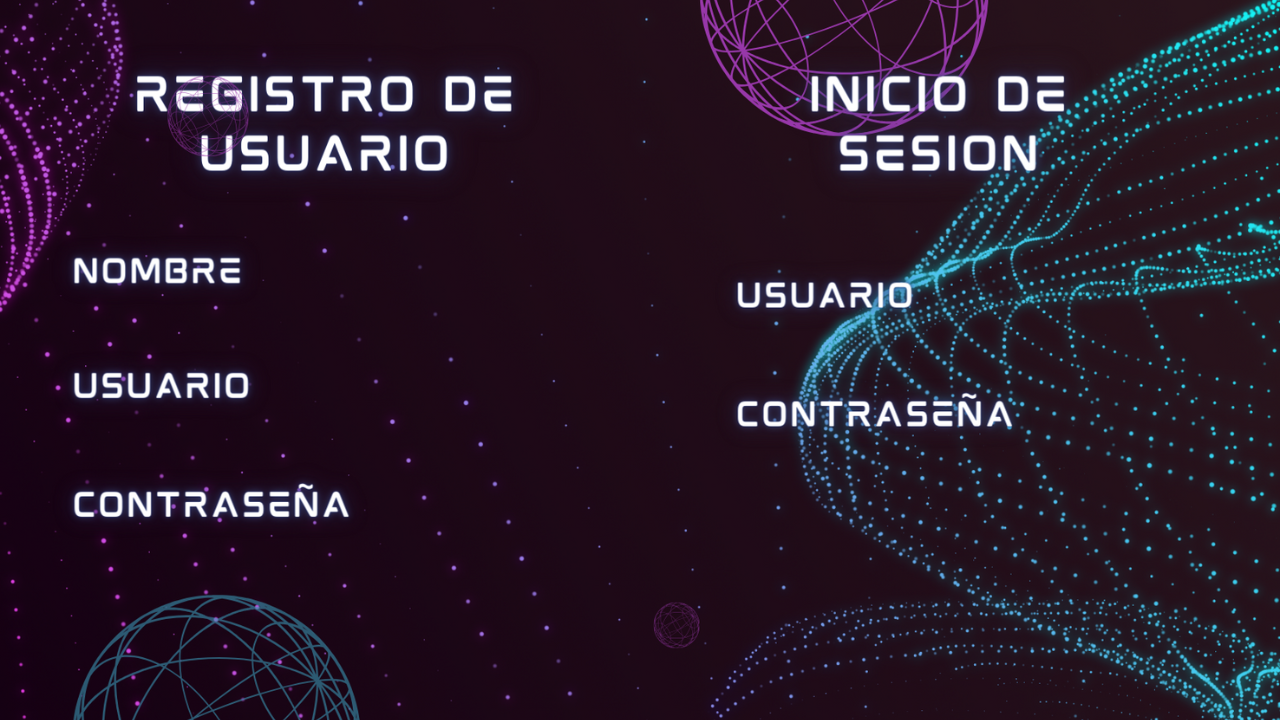 REGISTRO DE
USUARIO
NOMBRE
USUARIO
CONTRASEÑA
INICIO DE
SESION
USUARIO
CONTRASEÑA